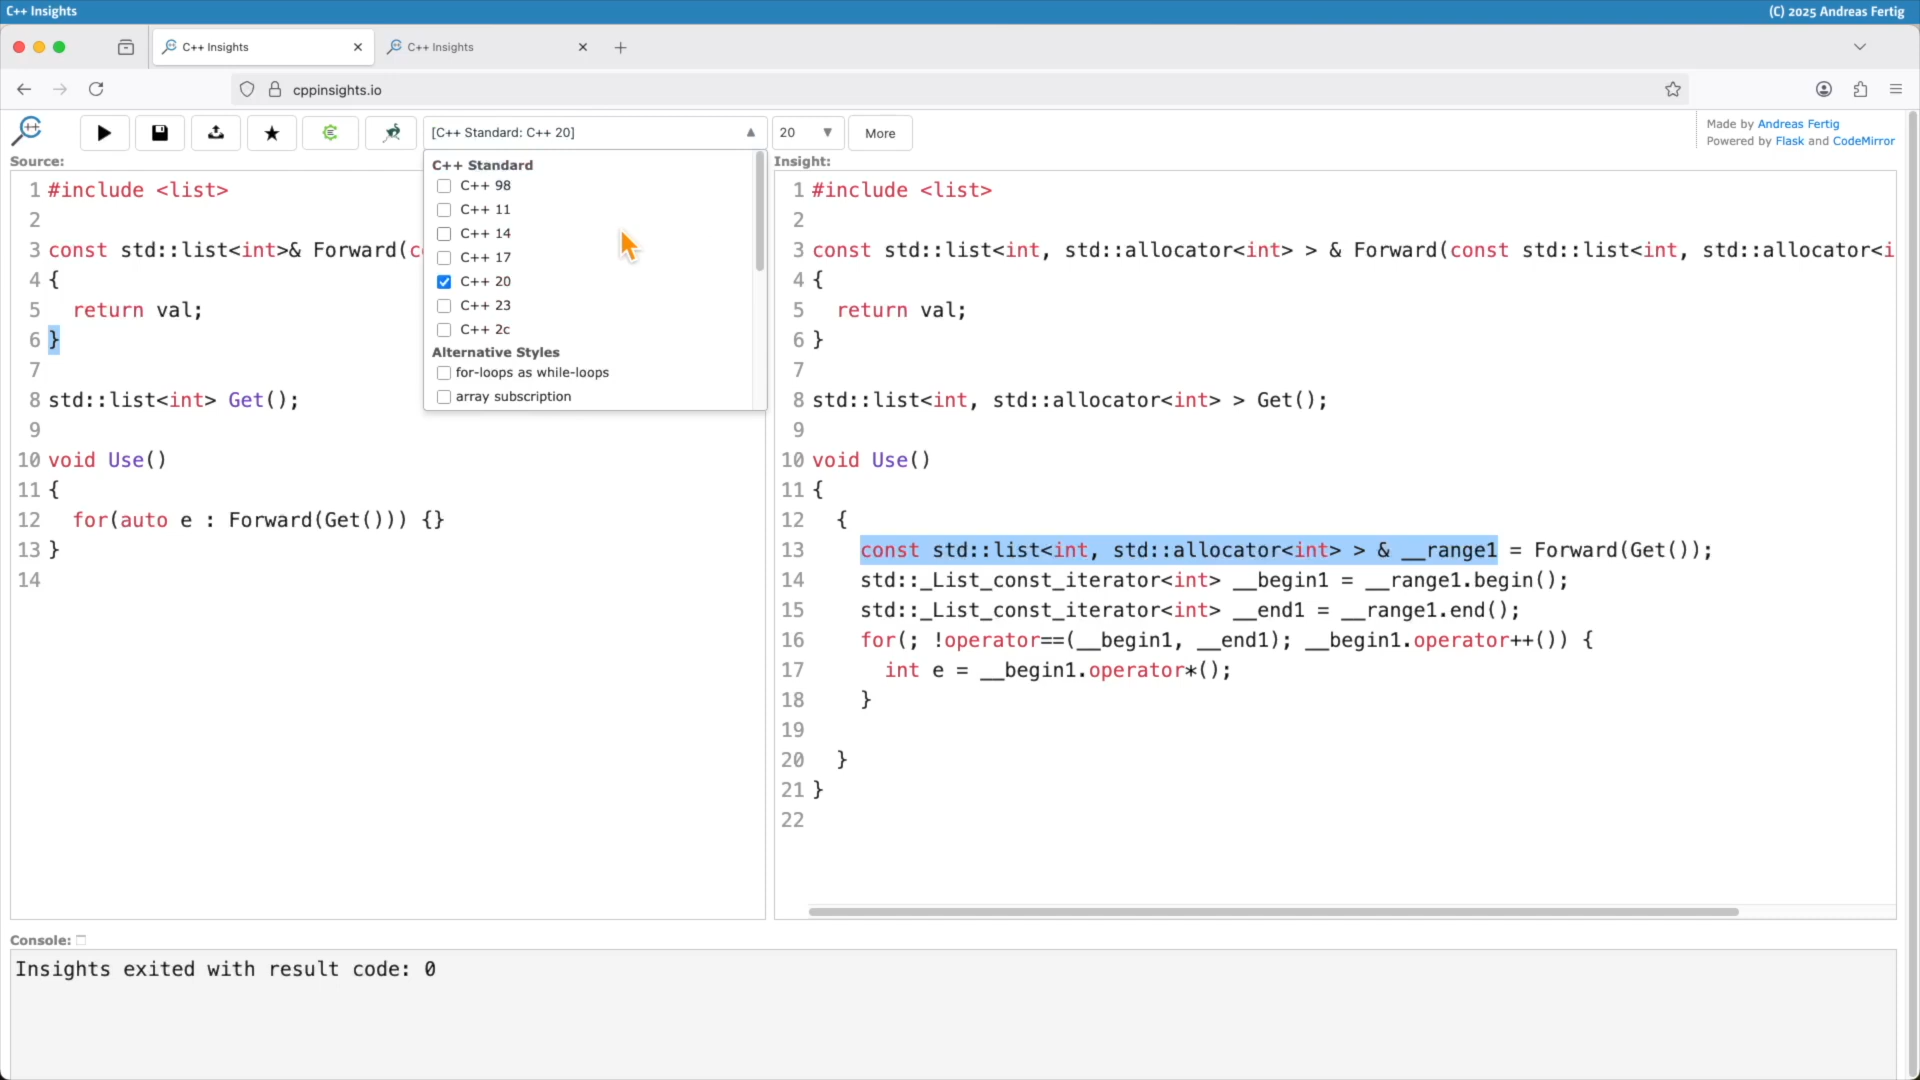 C++ Insights
(C) 2025 Andreas Fertig
C++ Insights
C++ Insights
cppinsights.io
[C++ Standard: C++ 20]
20
More
Made by Andreas Fertig
Powered by Flask and CodeMirror
Source:
1 #include <list>
2
3 const std::list<int>& Forward(c
4 {
5   return val;
6 }
7
8 std::list<int> Get();
9
10 void Use()
11 {
12   for(auto e : Forward(Get())) {}
13 }
14
C++ Standard
C++ 98
C++ 11
C++ 14
C++ 17
C++ 20
C++ 23
C++ 2c
Alternative Styles
for-loops as while-loops
array subscription
Insight:
1 #include <list>
2
3 const std::list<int, std::allocator<int> > & Forward(const std::list<int, std::allocator<i
4 {
5   return val;
6 }
7
8 std::list<int, std::allocator<int> > Get();
9
10 void Use()
11 {
12   {
13     const std::list<int, std::allocator<int> > & __range1 = Forward(Get());
14     std::_List_const_iterator<int> __begin1 = __range1.begin();
15     std::_List_const_iterator<int> __end1 = __range1.end();
16     for(; !operator==(__begin1, __end1); __begin1.operator++()) {
17       int e = __begin1.operator*();
18     }
19
20   }
21 }
22
Console:
Insights exited with result code: 0